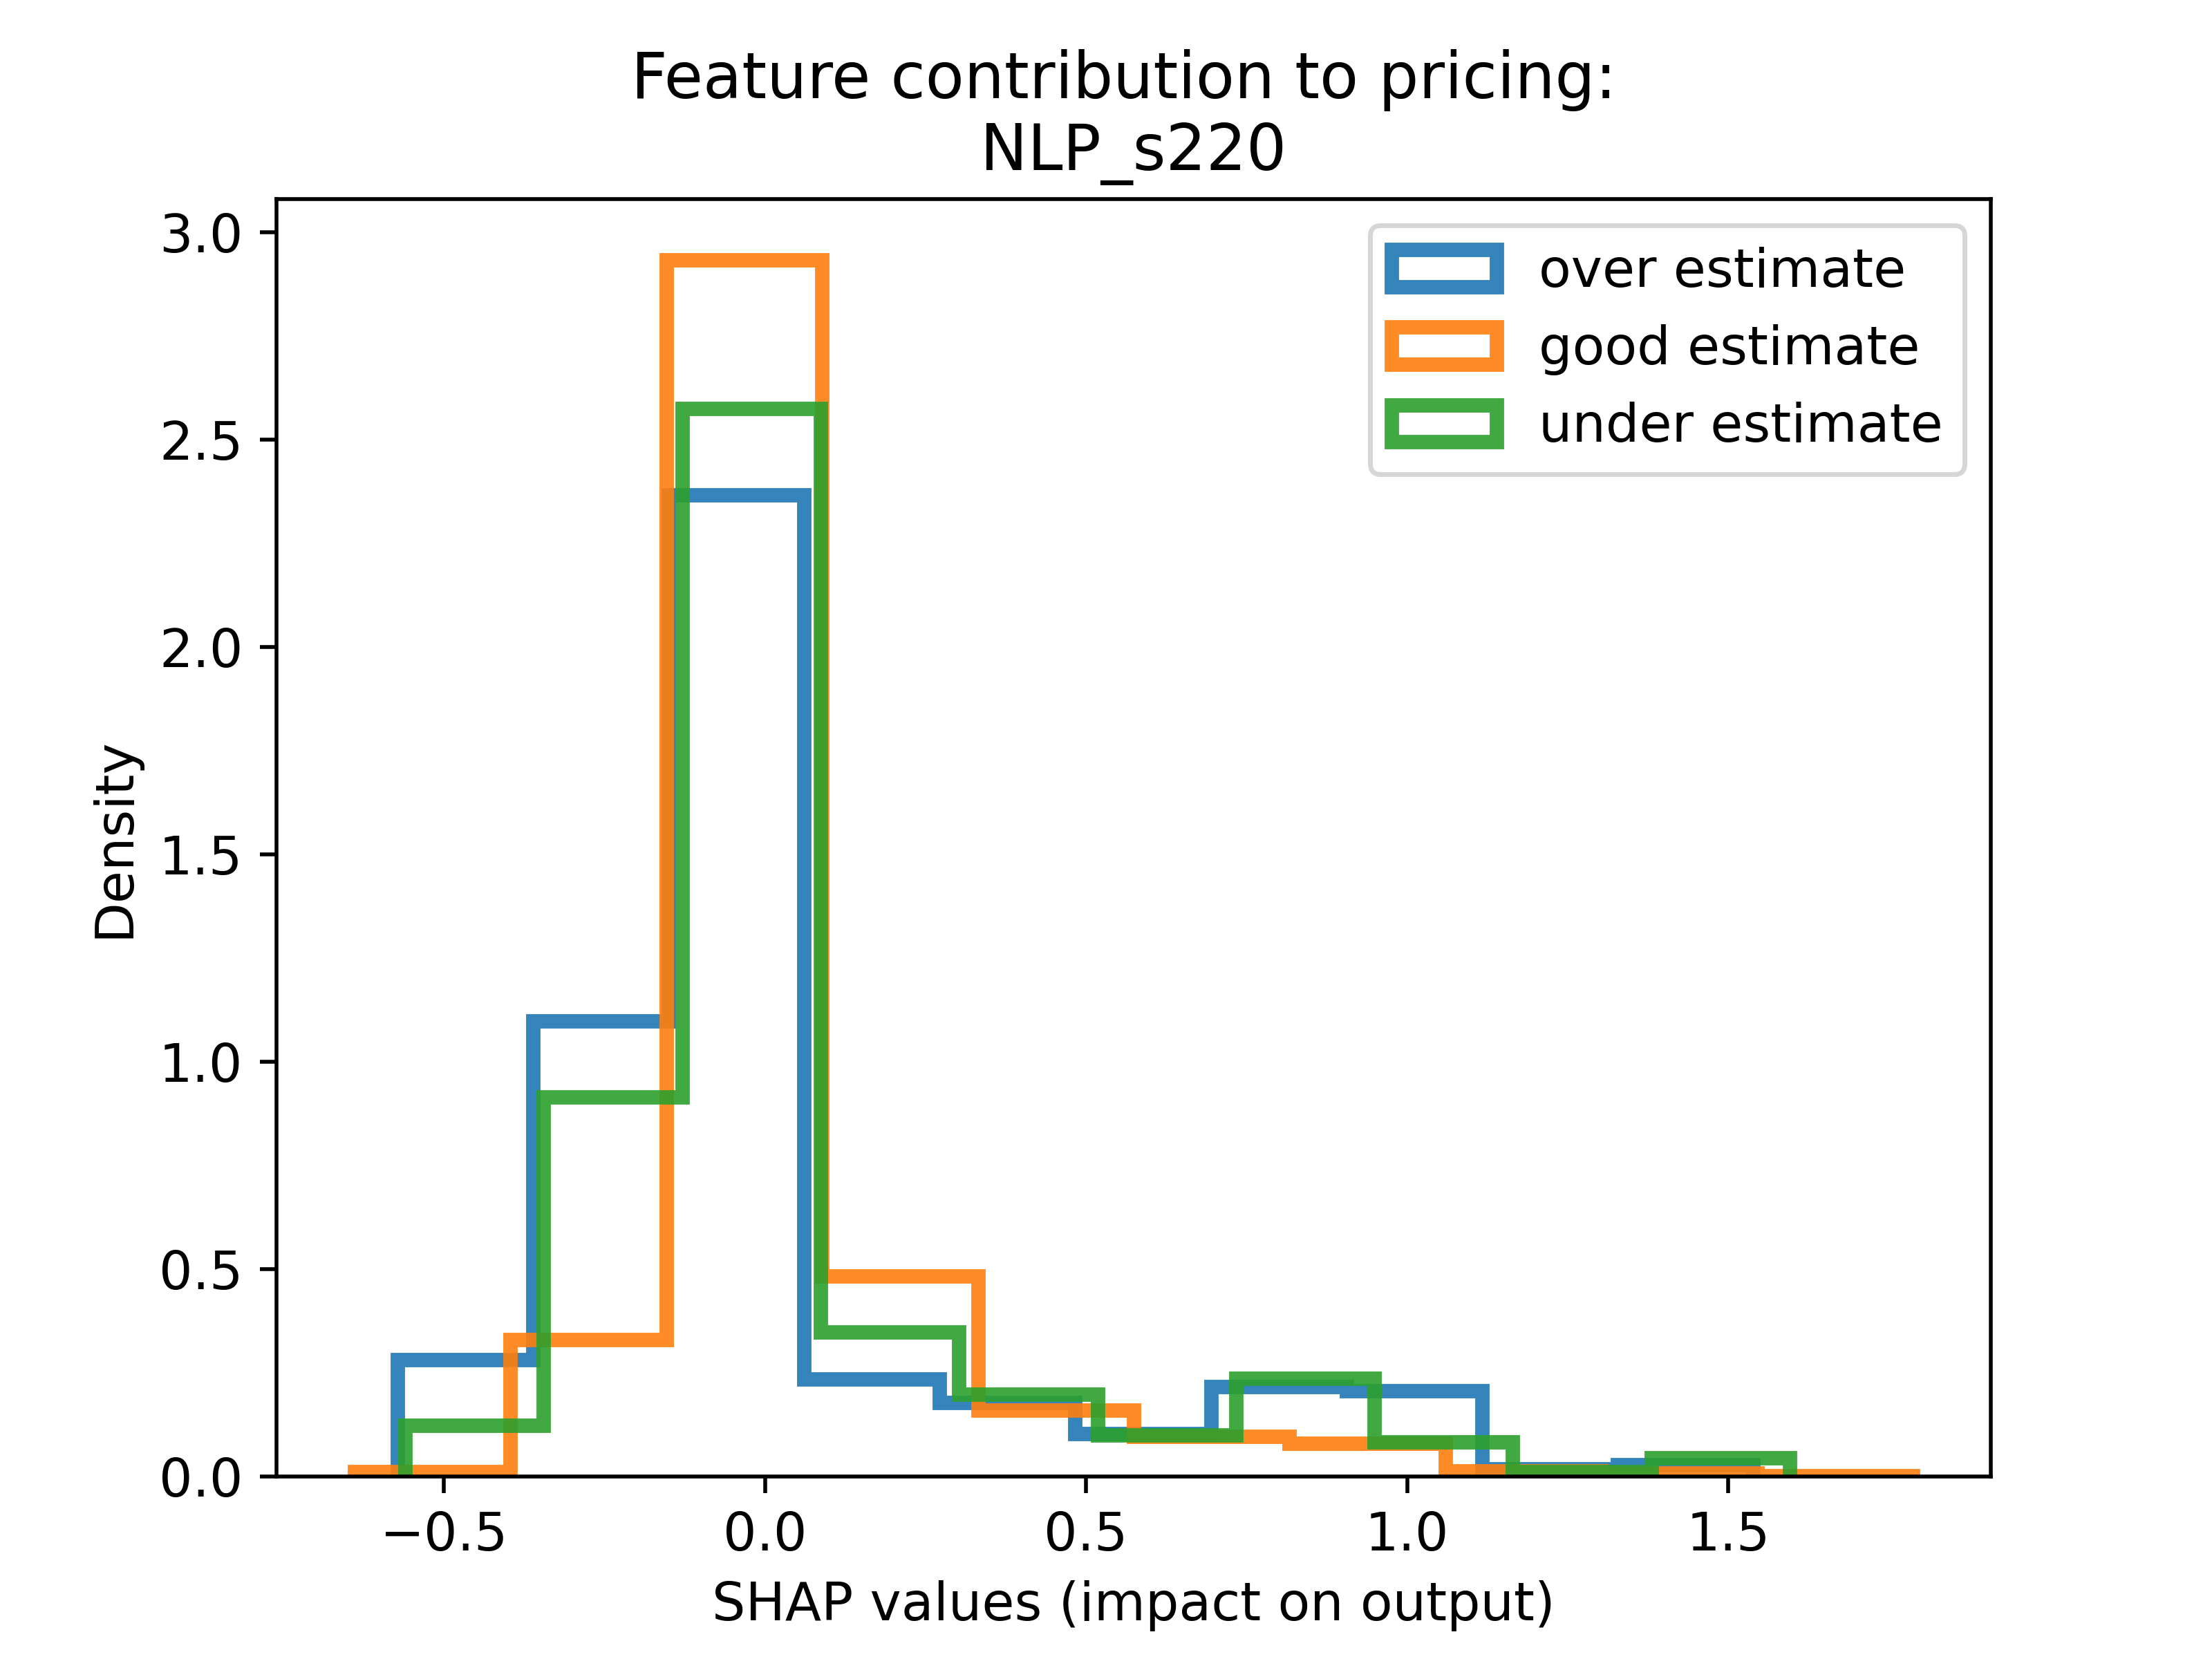 Feature contribution to pricing:
NLP_s220
over estimate
good estimate
under estimate
3.0
2.5
2.0
1.5
1.0
0.5
0.0
Density
−0.5
0.0
0.5
1.0
1.5
SHAP values (impact on output)